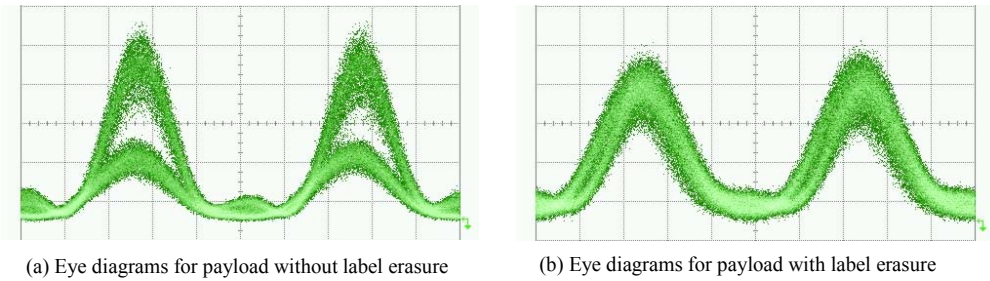 (a) Eye diagrams for payload without label erasure
(b) Eye diagrams for payload with label erasure